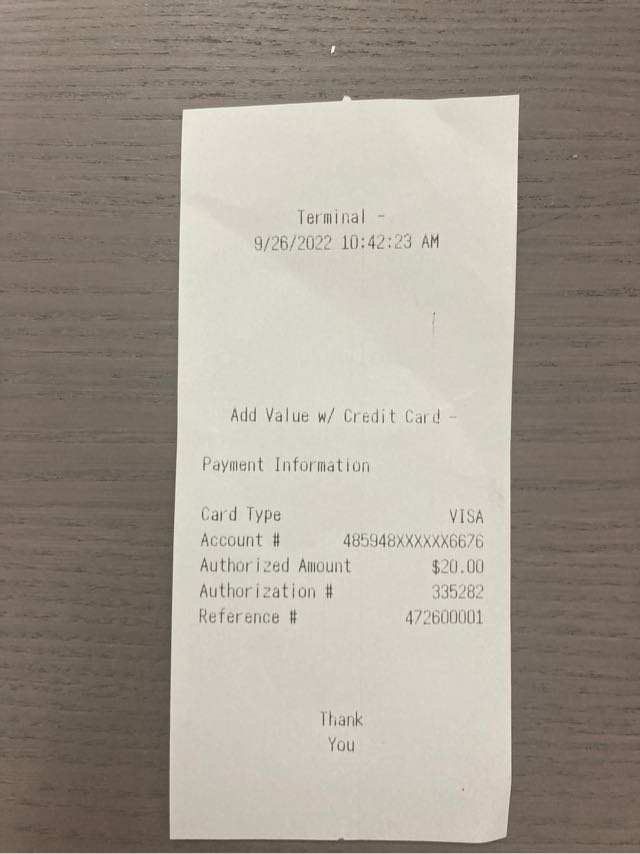 Terminal -
9/26/2022 10:42:23 AM
Add Value w/ Credit Card -
Payment Information
Card Type VISA
Account # 485948XXXXXX6676
Authorized Amount $20.00
Authorization # 335282
Reference # 472600001
Thank
You